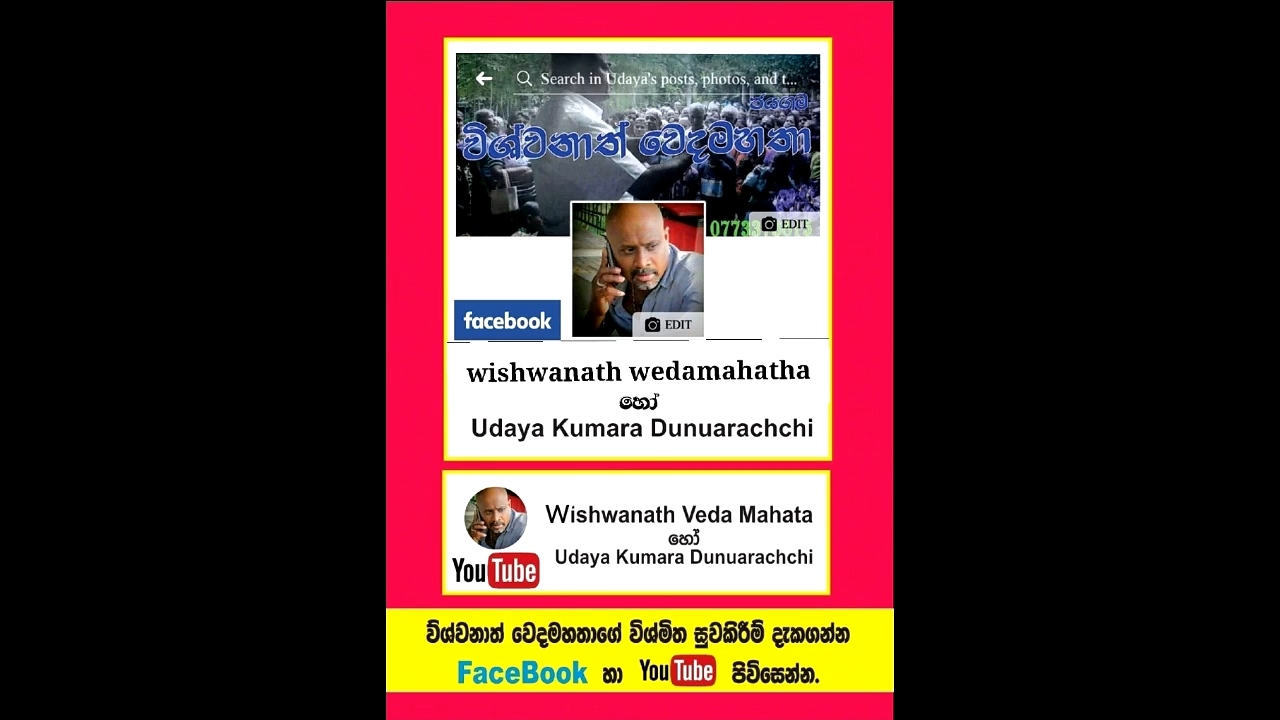 Search in Udaya's posts, photos, and t...
ජයගුම්
විශ්වනාත් වෙදමහතා
EDIT
EDIT
facebook
wishwanath wedamahatha
හෝ
Udaya Kumara Dunuarachchi
Wishwanath Veda Mahata
හෝ
Udaya Kumara Dunuarachchi
YouTube
විශ්වනාත් වෙදමහතාගේ විශ්මිත සුවකිරීම් දැකගන්න
FaceBook හා YouTube පිවිසෙන්න.